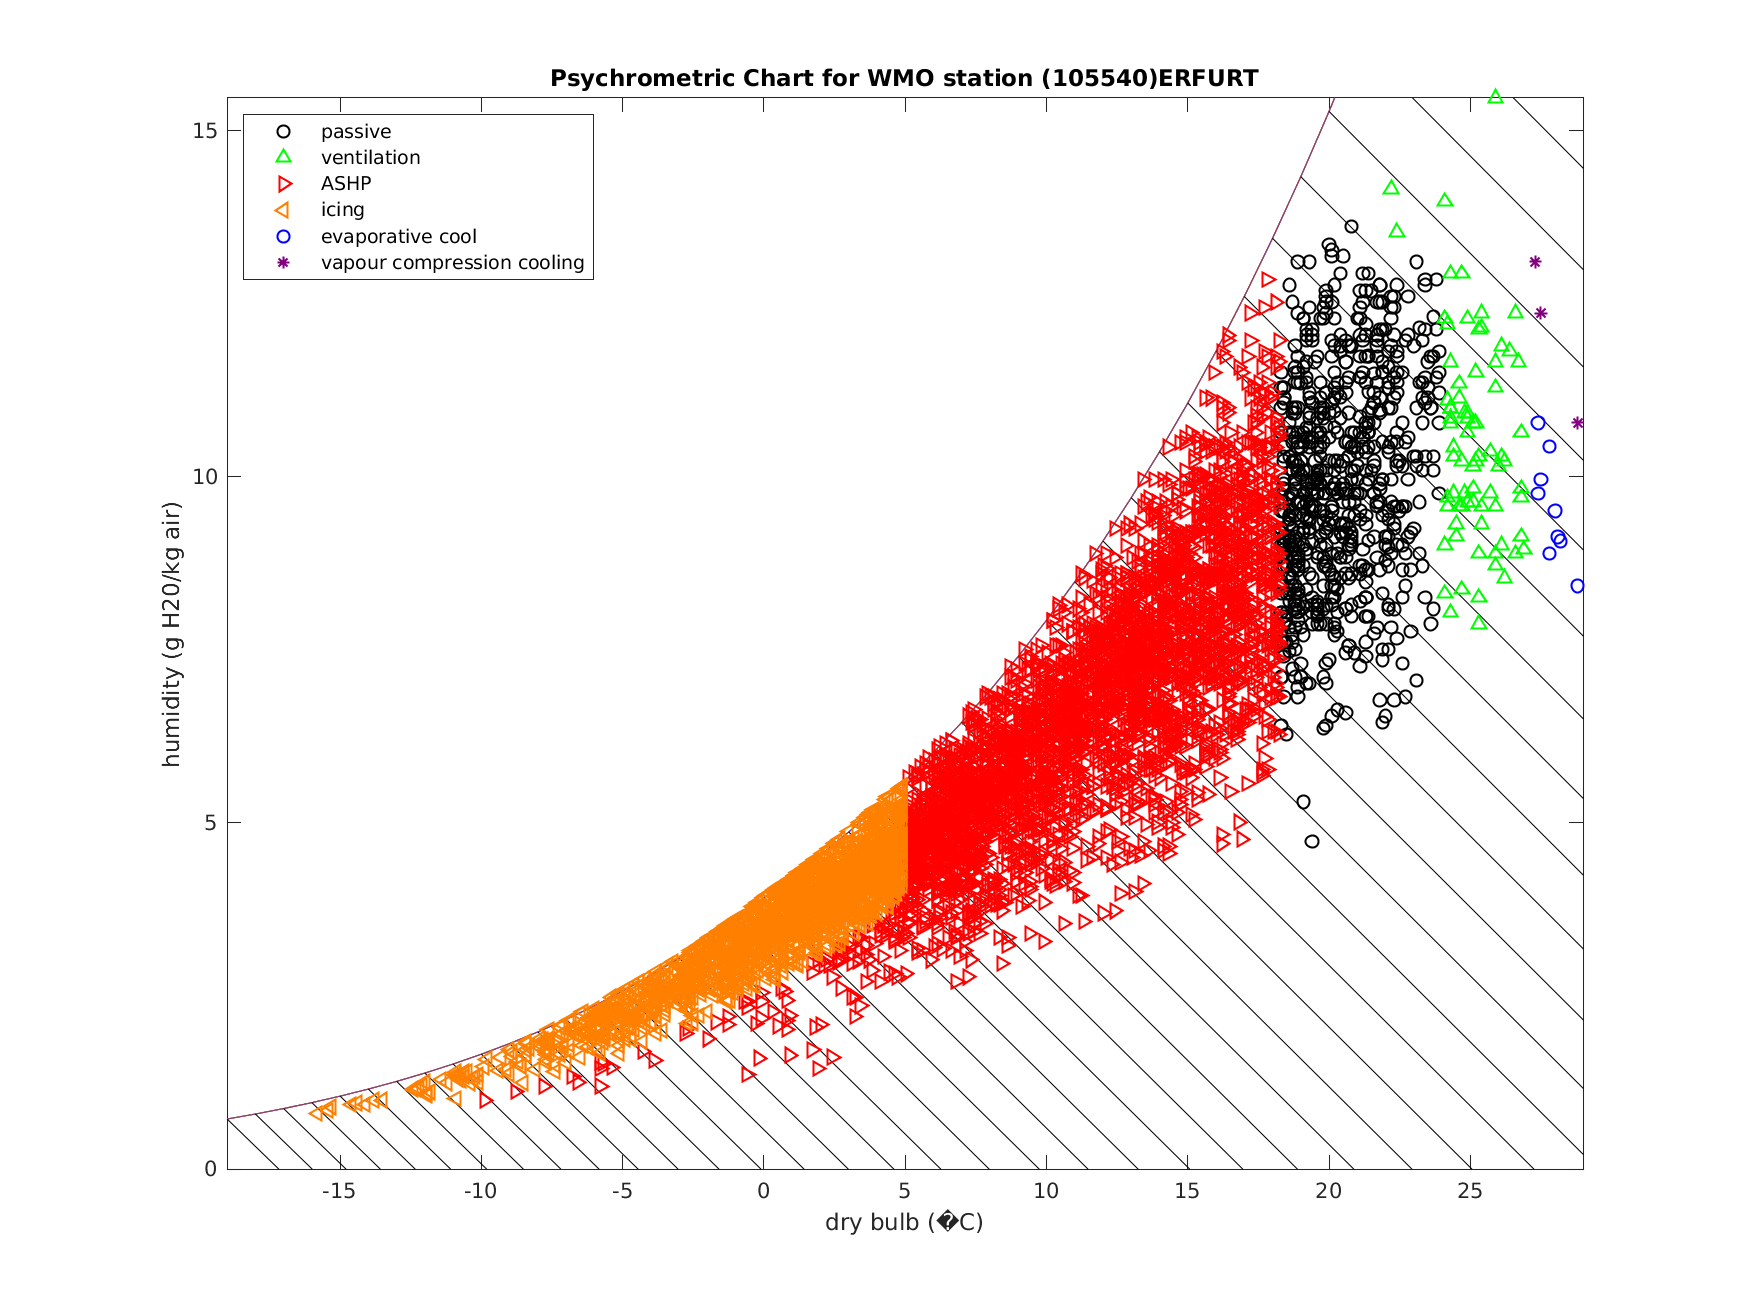 Psychrometric Chart for WMO station (105540)ERFURT
passive
ventilation
ASHP
icing
evaporative cool
vapour compression cooling
15
10
5
0
humidity (g H20/kg air)
-15 -10 -5 0 5 10 15 20 25
dry bulb (�C)